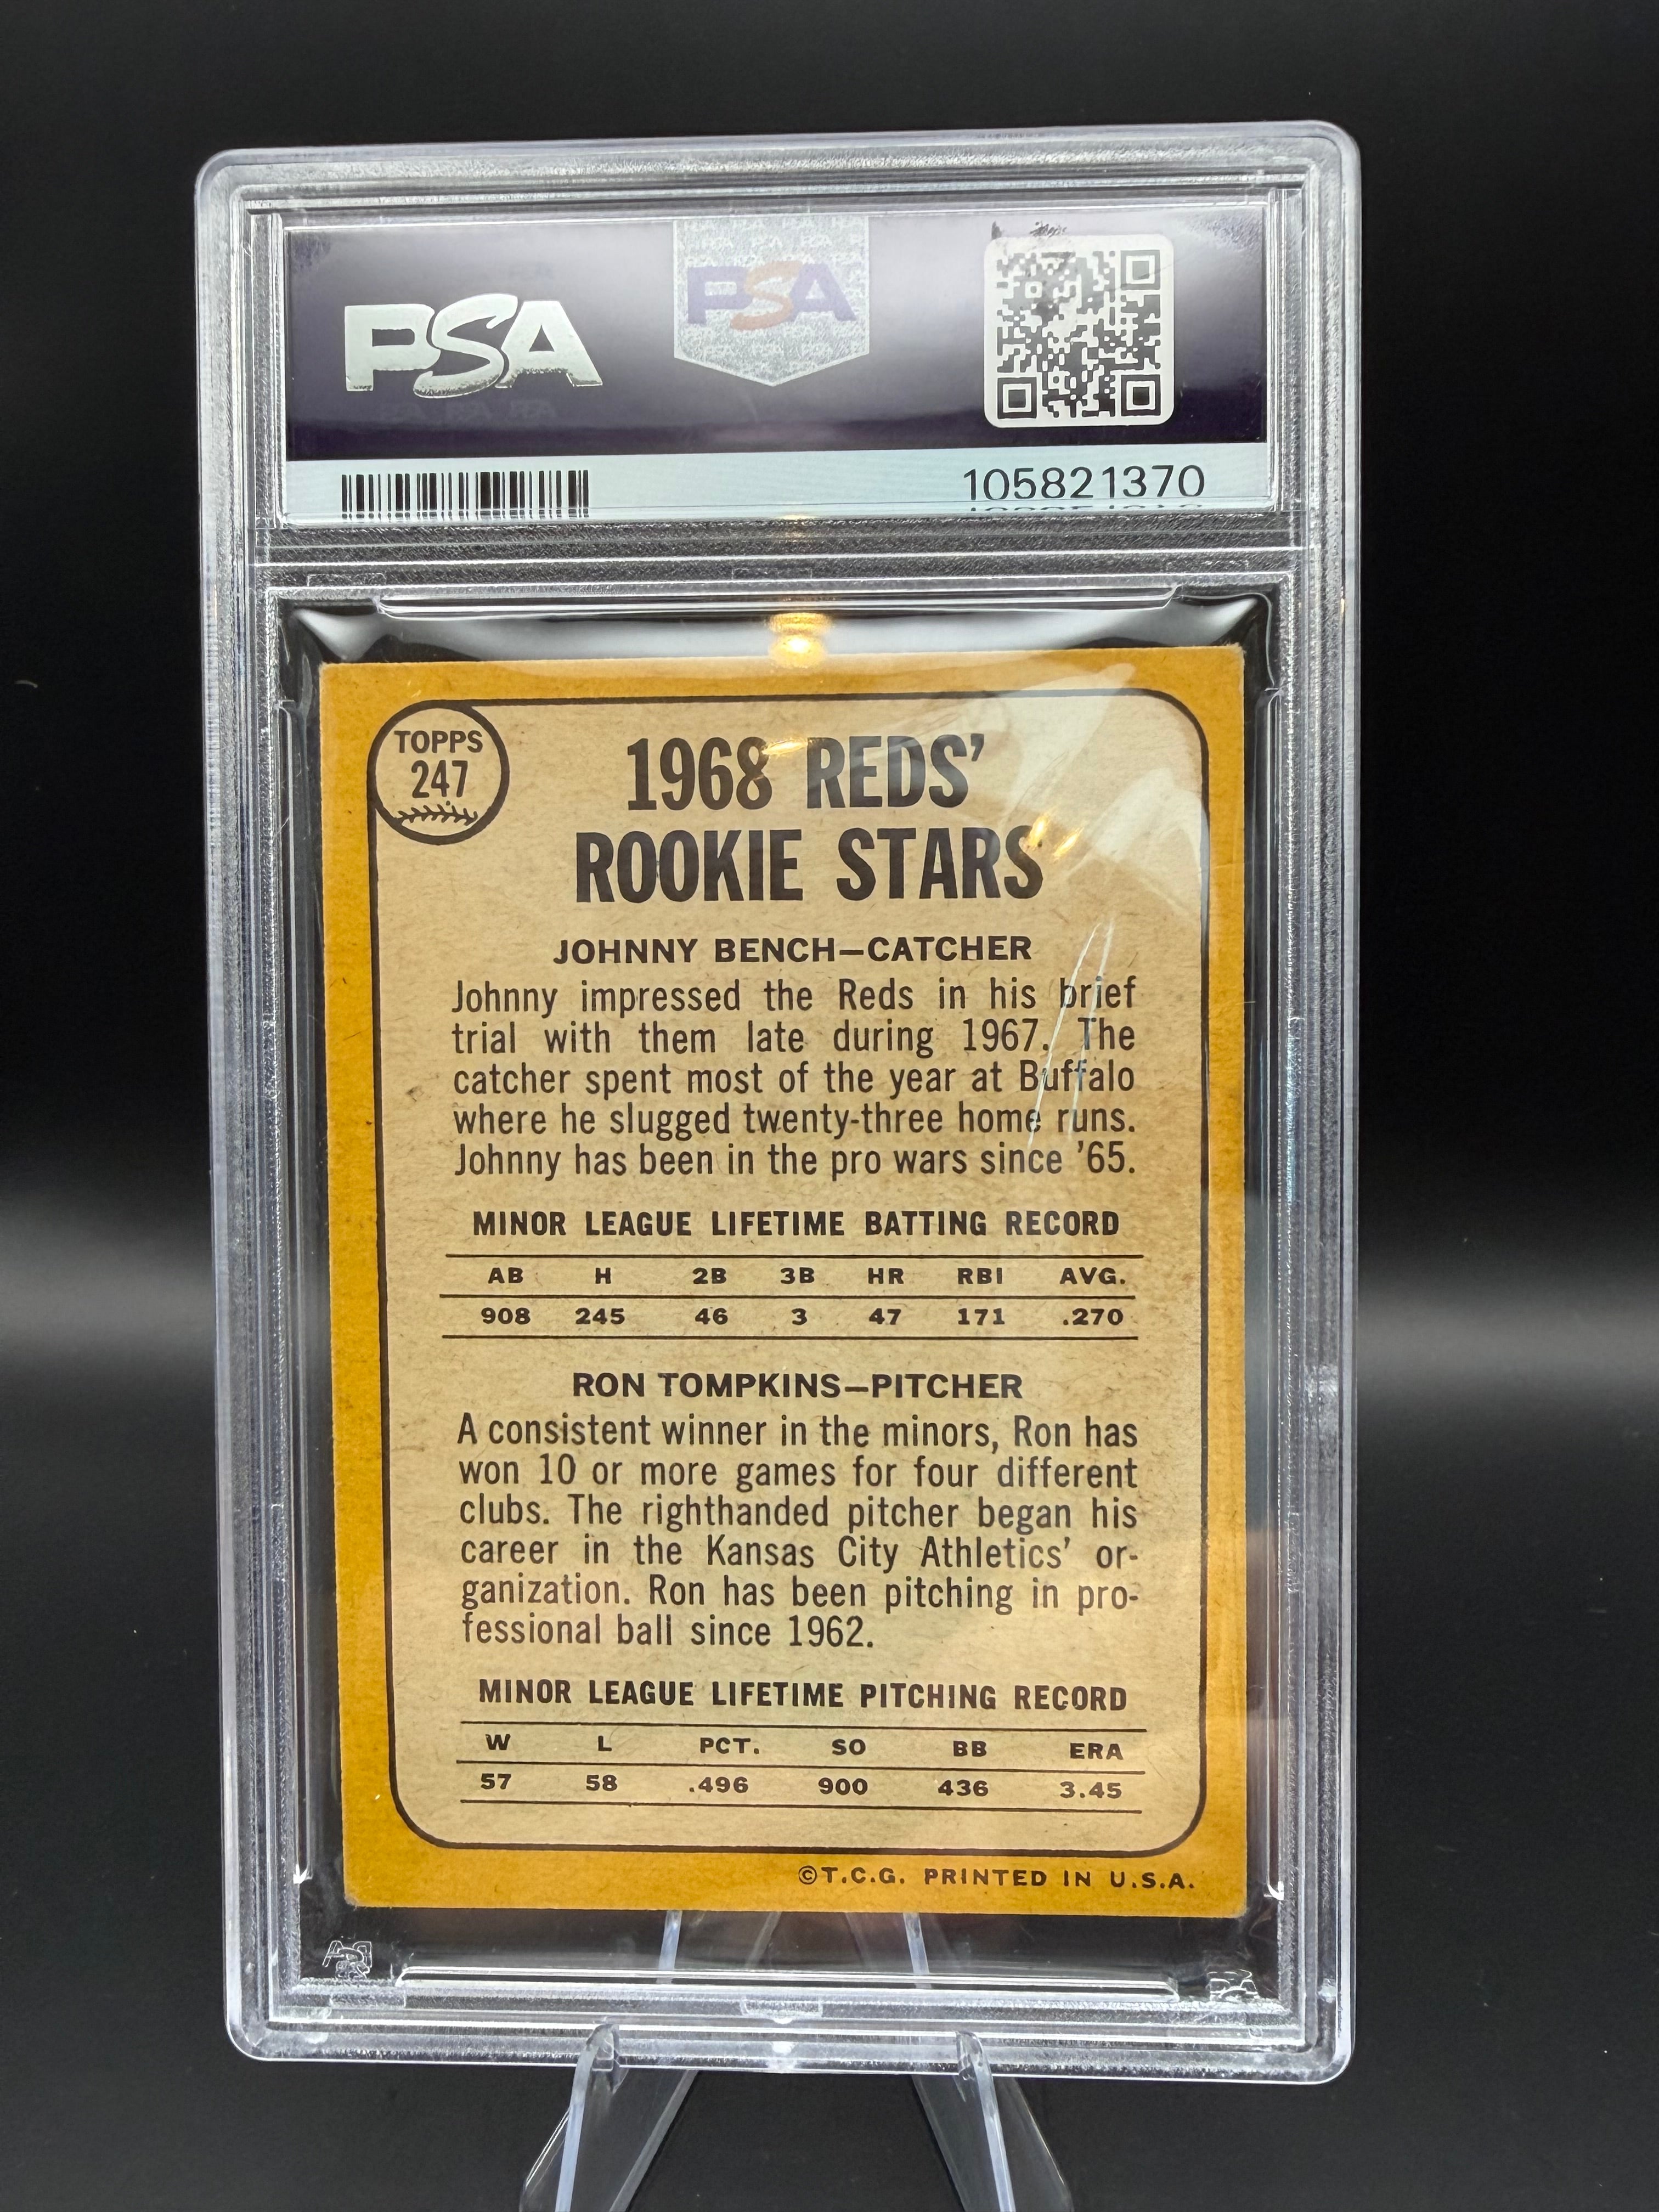 PSA
PSA
105821370
TOPPS
247
1968 REDS'
ROOKIE STARS
JOHNNY BENCH—CATCHER
Johnny impressed the Reds in his brief
trial with them late during 1967. The
catcher spent most of the year at Buffalo
where he slugged twenty-three home runs.
Johnny has been in the pro wars since '65.
MINOR LEAGUE LIFETIME BATTING RECORD
AB H 2B 3B HR RBI AVG.
908 245 46 3 47 171 .270
RON TOMPKINS—PITCHER
A consistent winner in the minors, Ron has
won 10 or more games for four different
clubs. The righthanded pitcher began his
career in the Kansas City Athletics' or-
ganization. Ron has been pitching in pro-
fessional ball since 1962.
MINOR LEAGUE LIFETIME PITCHING RECORD
W L PCT. SO BB ERA
57 58 .496 900 436 3.45
©T.C.G. PRINTED IN U.S.A.